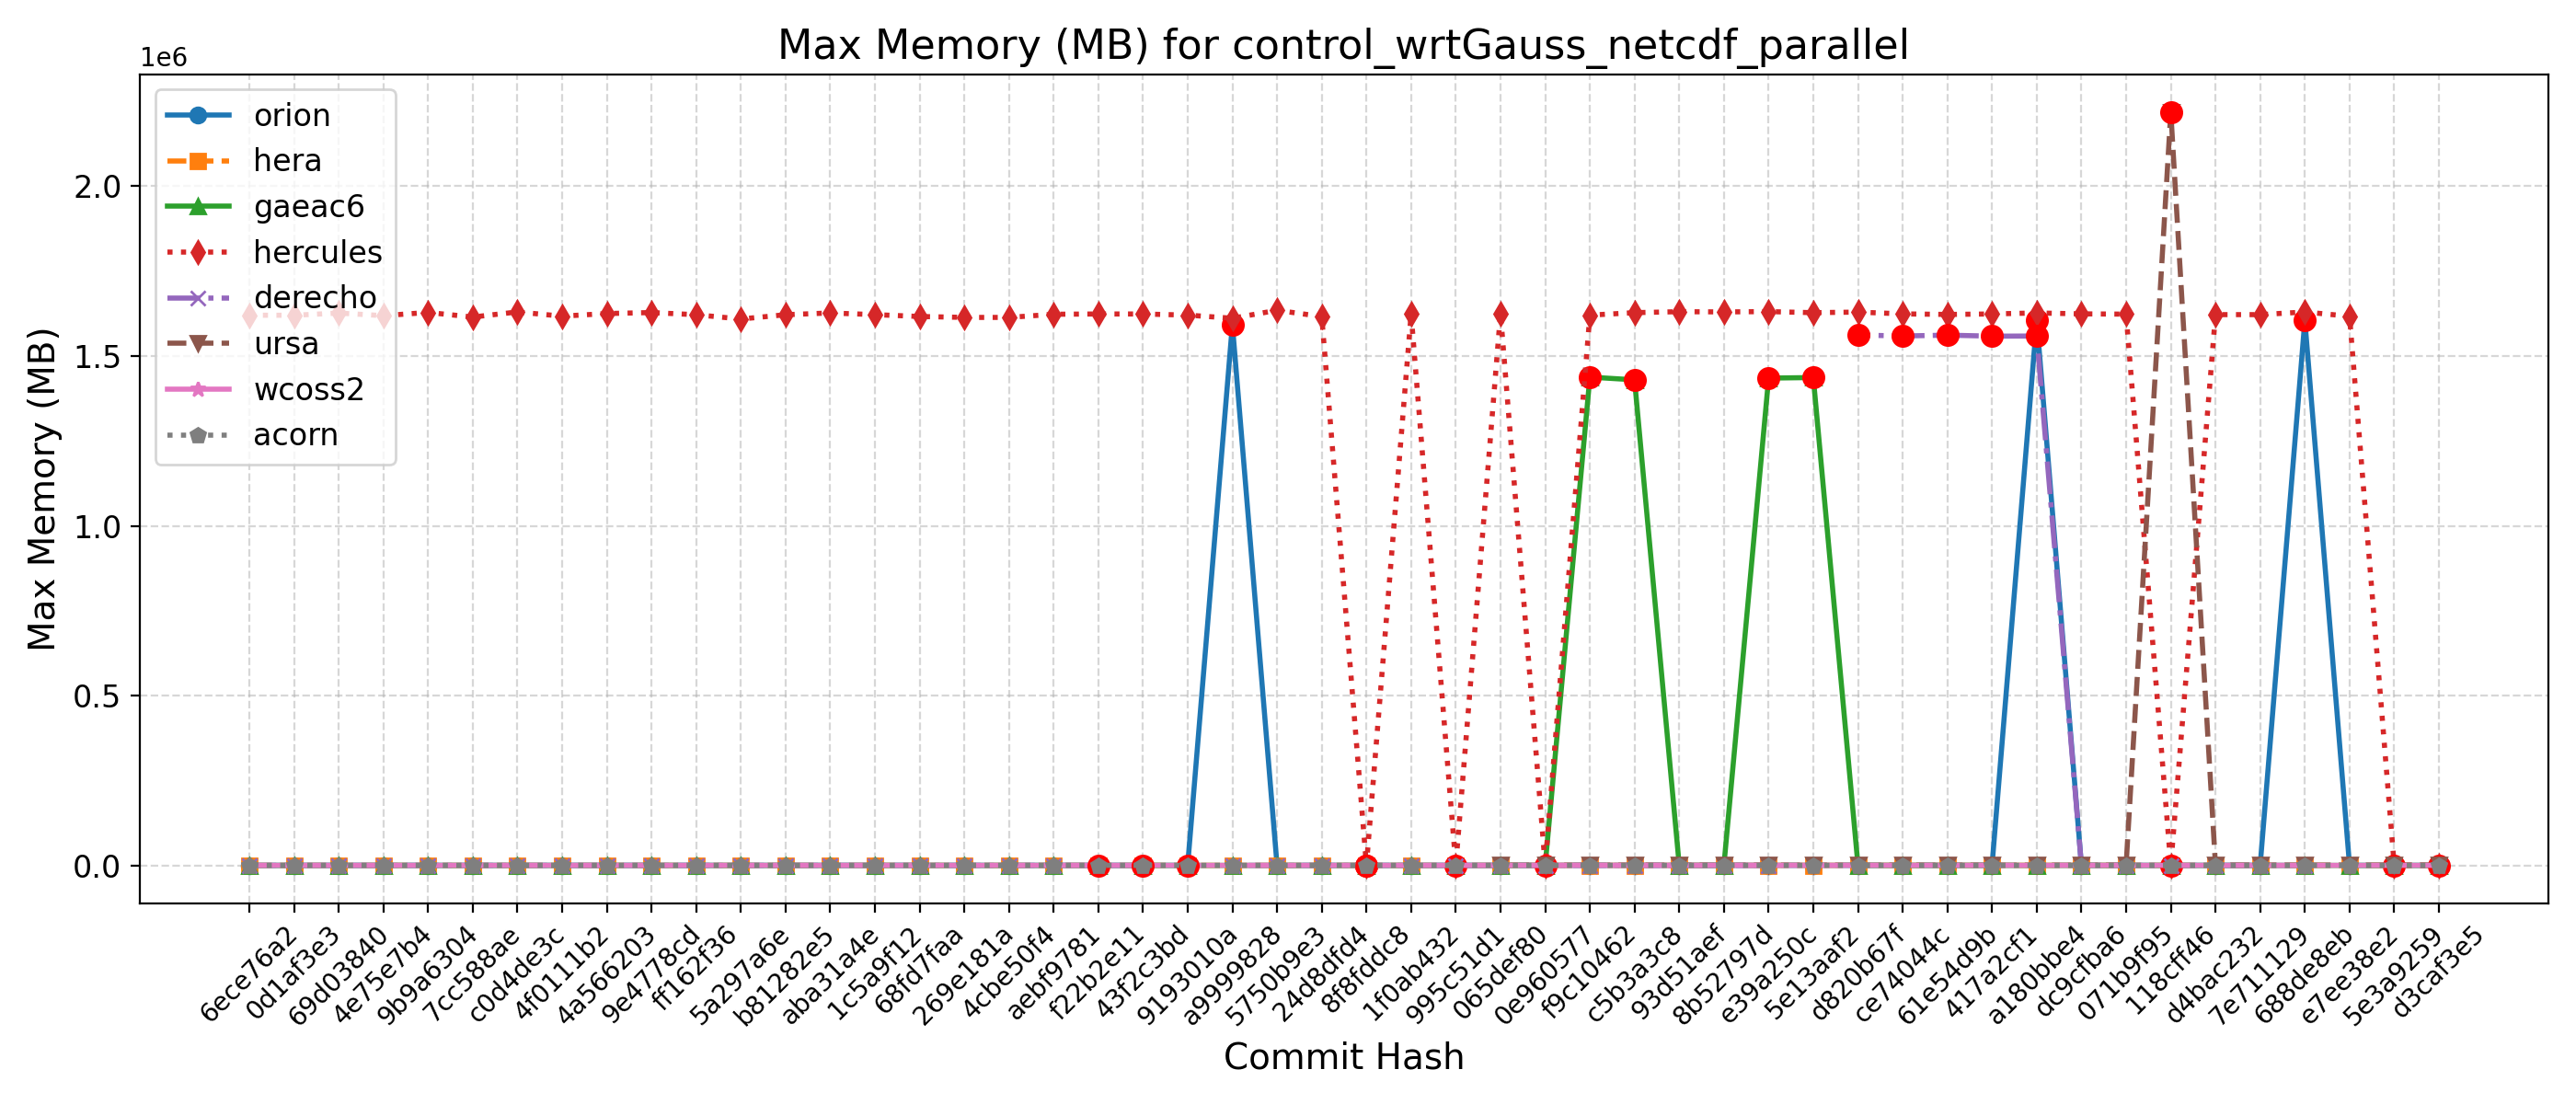 Max Memory (MB) for control_wrtGauss_netcdf_parallel
1e6
orion
hera
gaeac6
hercules
derecho
ursa
wcoss2
acorn
2.0
1.5
1.0
0.5
0.0
Max Memory (MB)
6ece76a2
0d1af3e3
69d03840
4e75e7b4
9b9a6304
7cc588ae
c0d4de3c
4f0111b2
4a566203
9e4778cd
ff162f36
5a297a6e
b81282e5
aba31a4e
1c5a9f12
68fd7faa
269e181a
4cbe50f4
aebf9781
f22b2e11
43f2c3bd
9193010a
a9999828
5750b9e3
24d8dfd4
8f8fddc8
1f0ab432
995c51d1
065def80
0e960577
f9c10462
c5b3a3c8
93d51aef
8b52797d
e39a250c
5e13aaf2
d820b67f
ce74044c
61e54d9b
417a2cf1
a180bbe4
dc9cfba6
071b9f95
118cff46
d4bac232
7e711129
688de8eb
e7ee38e2
5e3a9259
d3caf3e5
Commit Hash